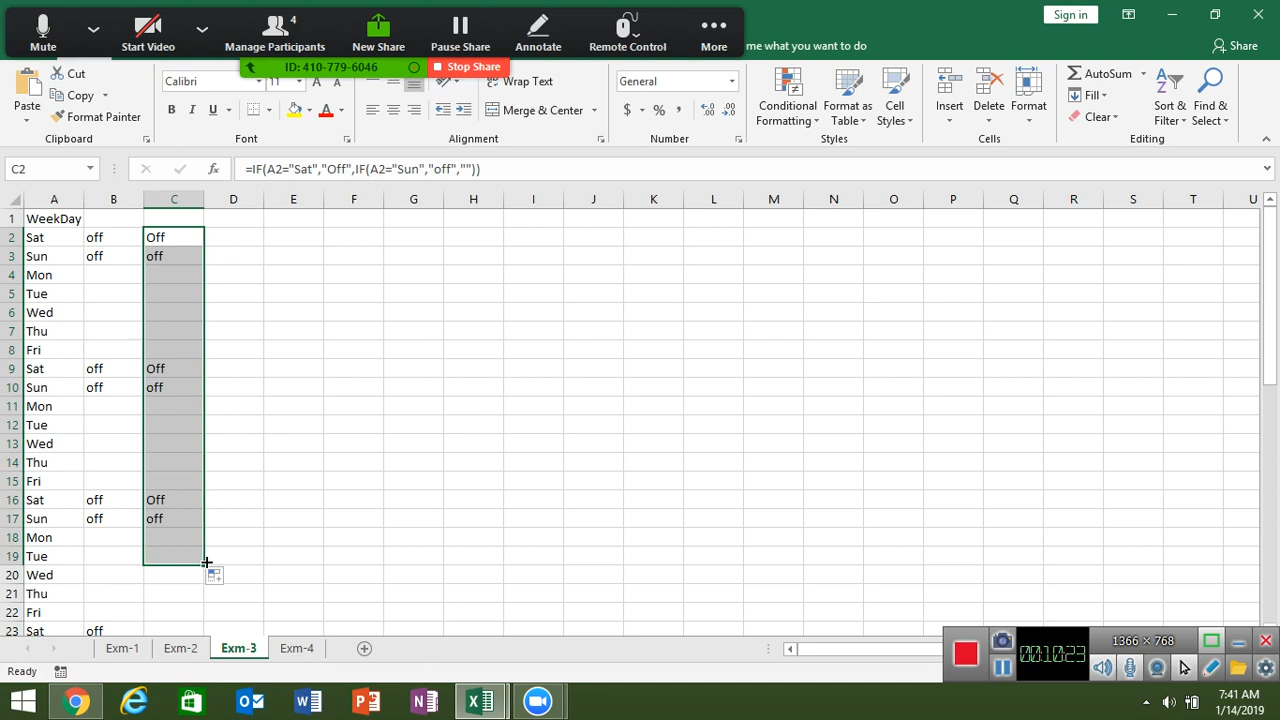 Mute
Start Video
4
Manage Participants
New Share
Pause Share
Annotate
Remote Control
More
me what you want to do
Sign in
Share
ID: 410-779-6046
Stop Share
Paste
Cut
Copy
Format Painter
Clipboard
Calibri
11
B I U
Font
Wrap Text
Merge & Center
Alignment
General
$ % ,
Number
Conditional Formatting
Format as Table
Cell Styles
Styles
Insert
Delete
Format
Cells
AutoSum
Fill
Clear
Sort & Filter
Find & Select
Editing
C2
fx
=IF(A2="Sat","Off",IF(A2="Sun","off",""))
A B C D E F G H I J K L M N O P Q R S T U
1 WeekDay
2 Sat off Off
3 Sun off off
4 Mon
5 Tue
6 Wed
7 Thu
8 Fri
9 Sat off Off
10 Sun off off
11 Mon
12 Tue
13 Wed
14 Thu
15 Fri
16 Sat off Off
17 Sun off off
18 Mon
19 Tue
20 Wed
21 Thu
22 Fri
23 Sat off
Exm-1 Exm-2 Exm-3 Exm-4
Ready
1366 × 768
00:10:23
7:41 AM
1/14/2019